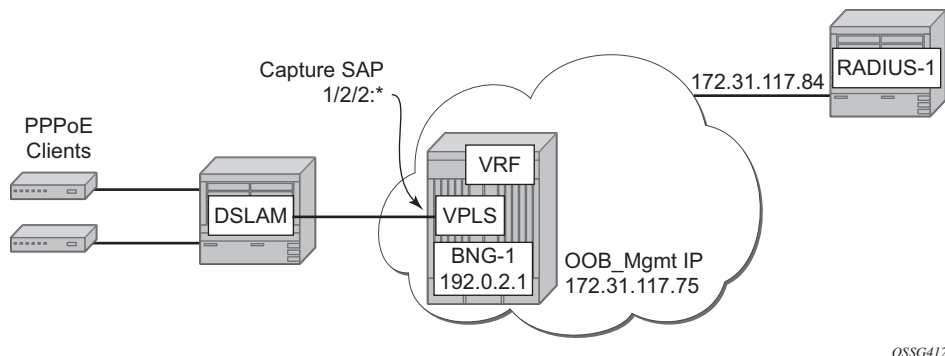 Capture SAP
1/2/2:*
172.31.117.84
RADIUS-1
PPPoE
Clients
DSLAM
VRF
VPLS
BNG-1
192.0.2.1
OOB_Mgmt IP
172.31.117.75
OSSG417